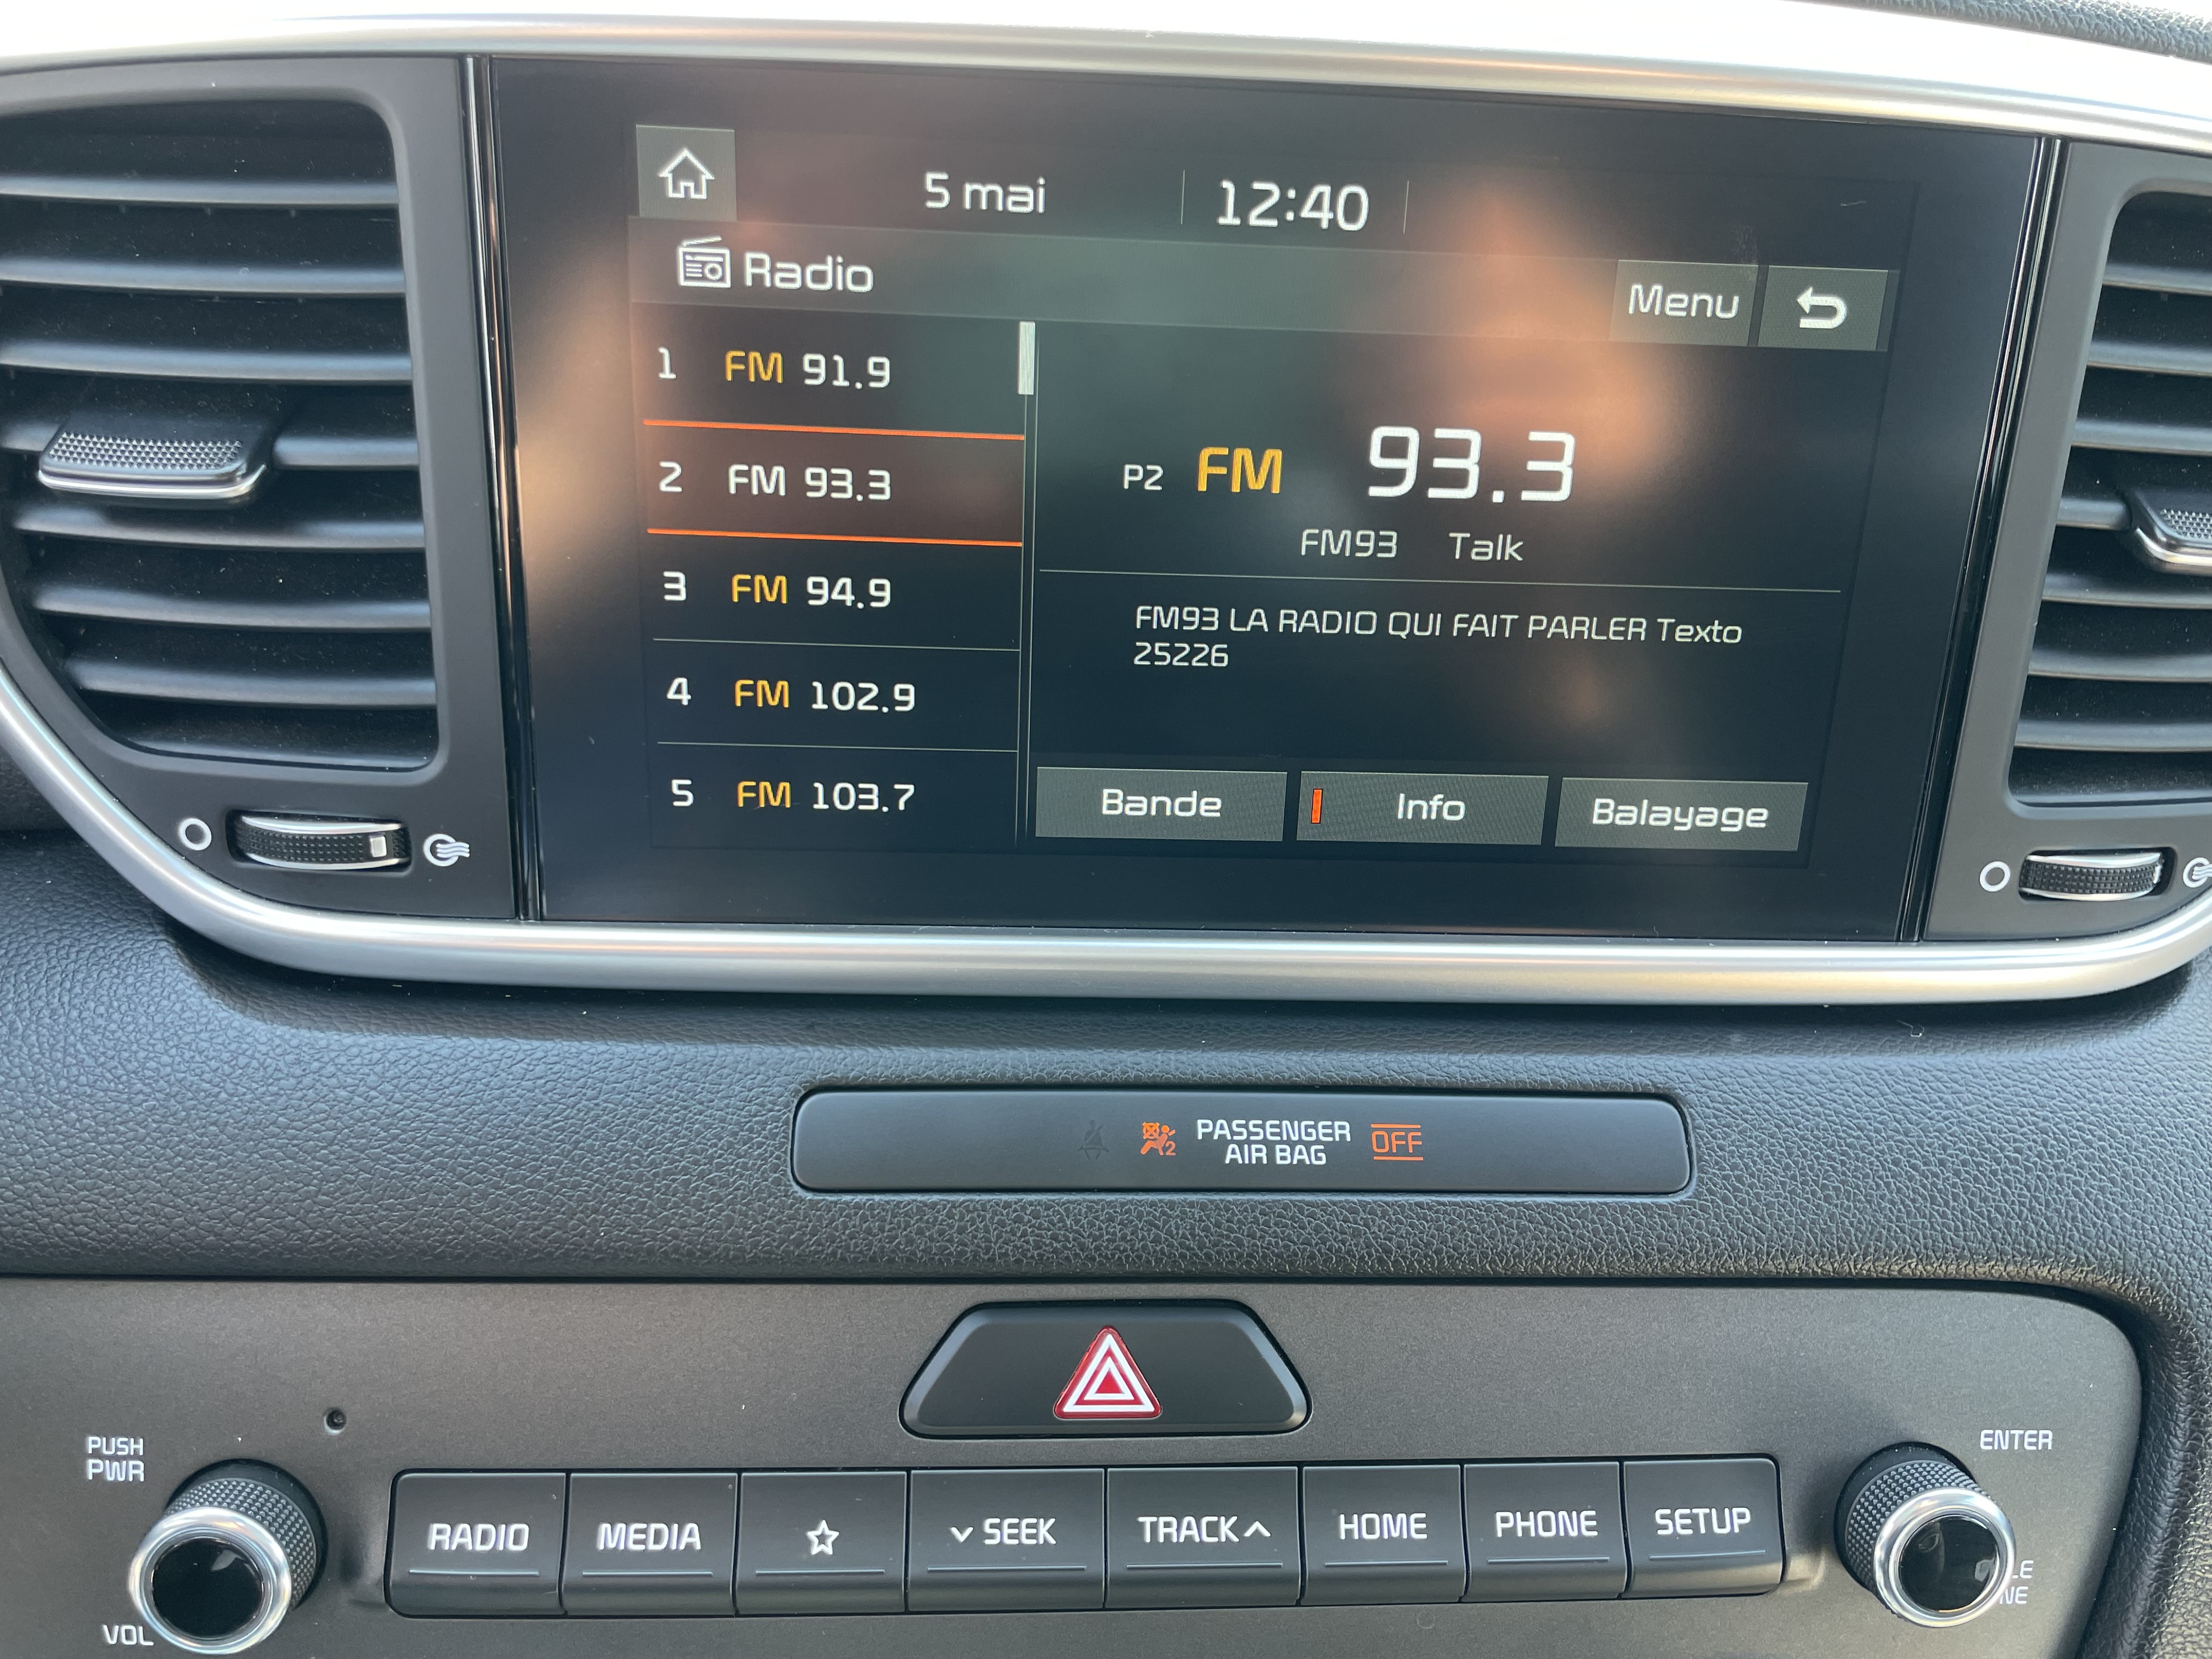 5 mai 12:40
Radio Menu
1 FM 91.9
2 FM 93.3
3 FM 94.9
4 FM 102.9
5 FM 103.7
P2 FM 93.3
FM93 Talk
FM93 LA RADIO QUI FAIT PARLER Texto
25226
Bande Info Balayage
PASSENGER
AIR BAG
OFF
2
PUSH
PWR
VOL
RADIO MEDIA SEEK TRACK HOME PHONE SETUP
ENTER